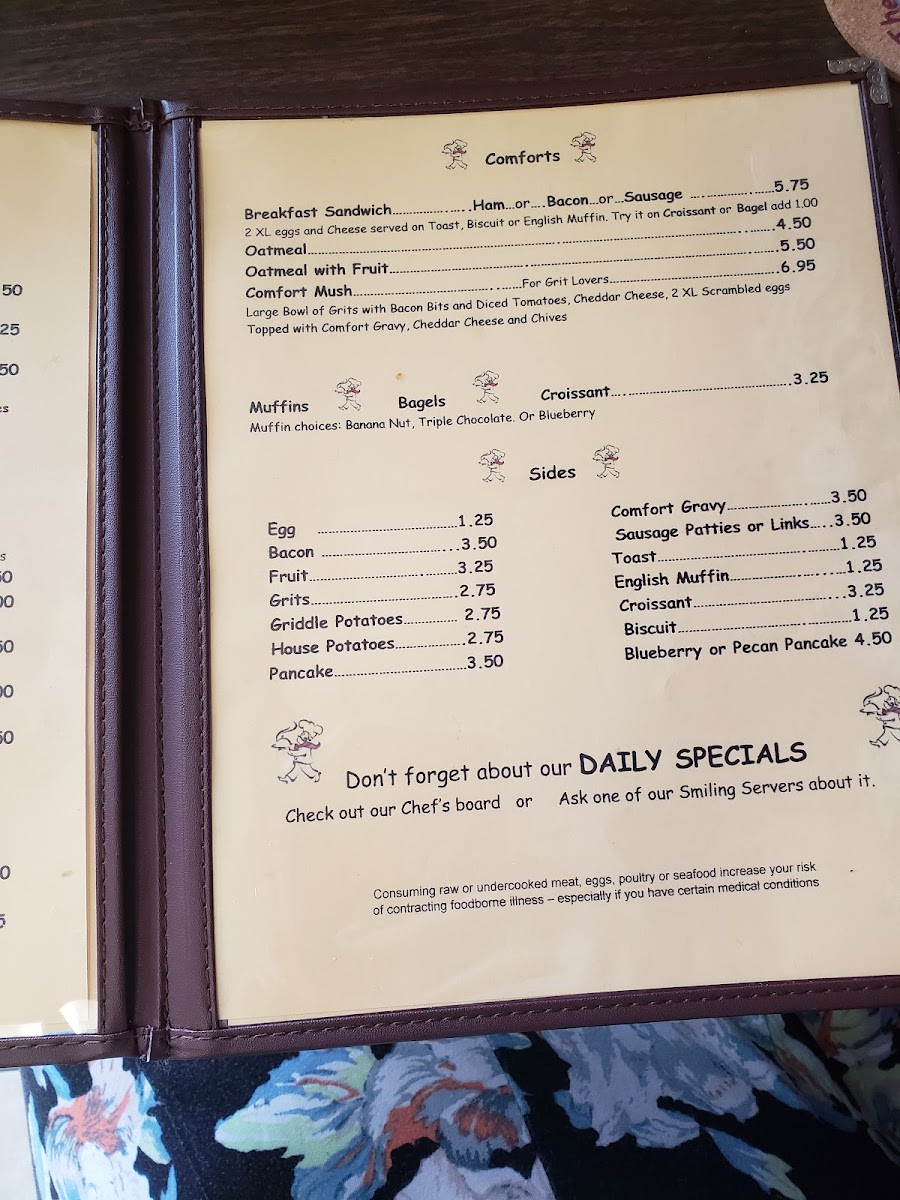 Comforts
Breakfast Sandwich....................Ham...or....Bacon...or...Sausage ....................5.75
2 XL eggs and Cheese served on Toast, Biscuit or English Muffin. Try it on Croissant or Bagel add 1.00
Oatmeal....................4.50
Oatmeal with Fruit....................5.50
Comfort Mush....................For Grit Lovers....................6.95
Large Bowl of Grits with Bacon Bits and Diced Tomatoes, Cheddar Cheese, 2 XL Scrambled eggs
Topped with Comfort Gravy, Cheddar Cheese and Chives
Muffins Bagels Croissant....................3.25
Muffin choices: Banana Nut, Triple Chocolate. Or Blueberry
Sides
Egg ....................1.25
Bacon ....................3.50
Fruit....................3.25
Grits....................2.75
Griddle Potatoes.............. 2.75
House Potatoes..................2.75
Pancake....................3.50
Comfort Gravy....................3.50
Sausage Patties or Links.....3.50
Toast....................1.25
English Muffin....................1.25
Croissant....................3.25
Biscuit....................1.25
Blueberry or Pecan Pancake 4.50
Don't forget about our DAILY SPECIALS
Check out our Chef's board or Ask one of our Smiling Servers about it.
Consuming raw or undercooked meat, eggs, poultry or seafood increase your risk
of contracting foodborne illness – especially if you have certain medical conditions
50
25
50
50
00
50
00
50
0
5